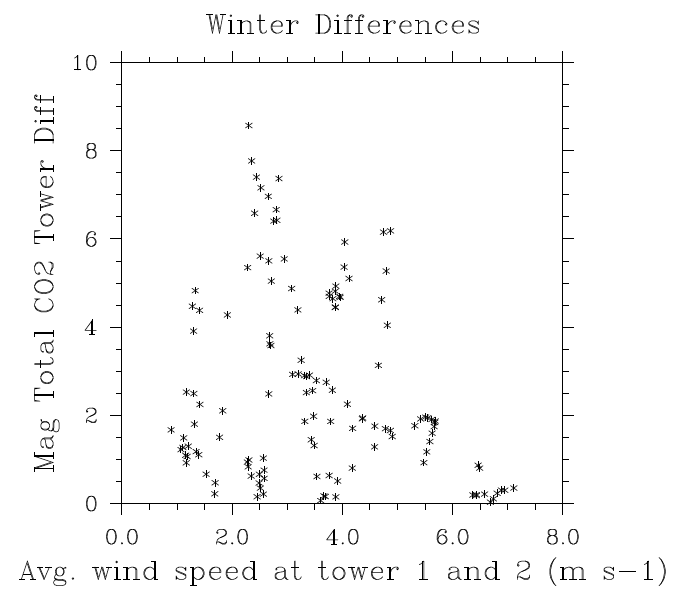 Winter Differences
Mag Total CO2 Tower Diff
10
8
6
4
2
0
0.0 2.0 4.0 6.0 8.0
Avg. wind speed at tower 1 and 2 (m s-1)